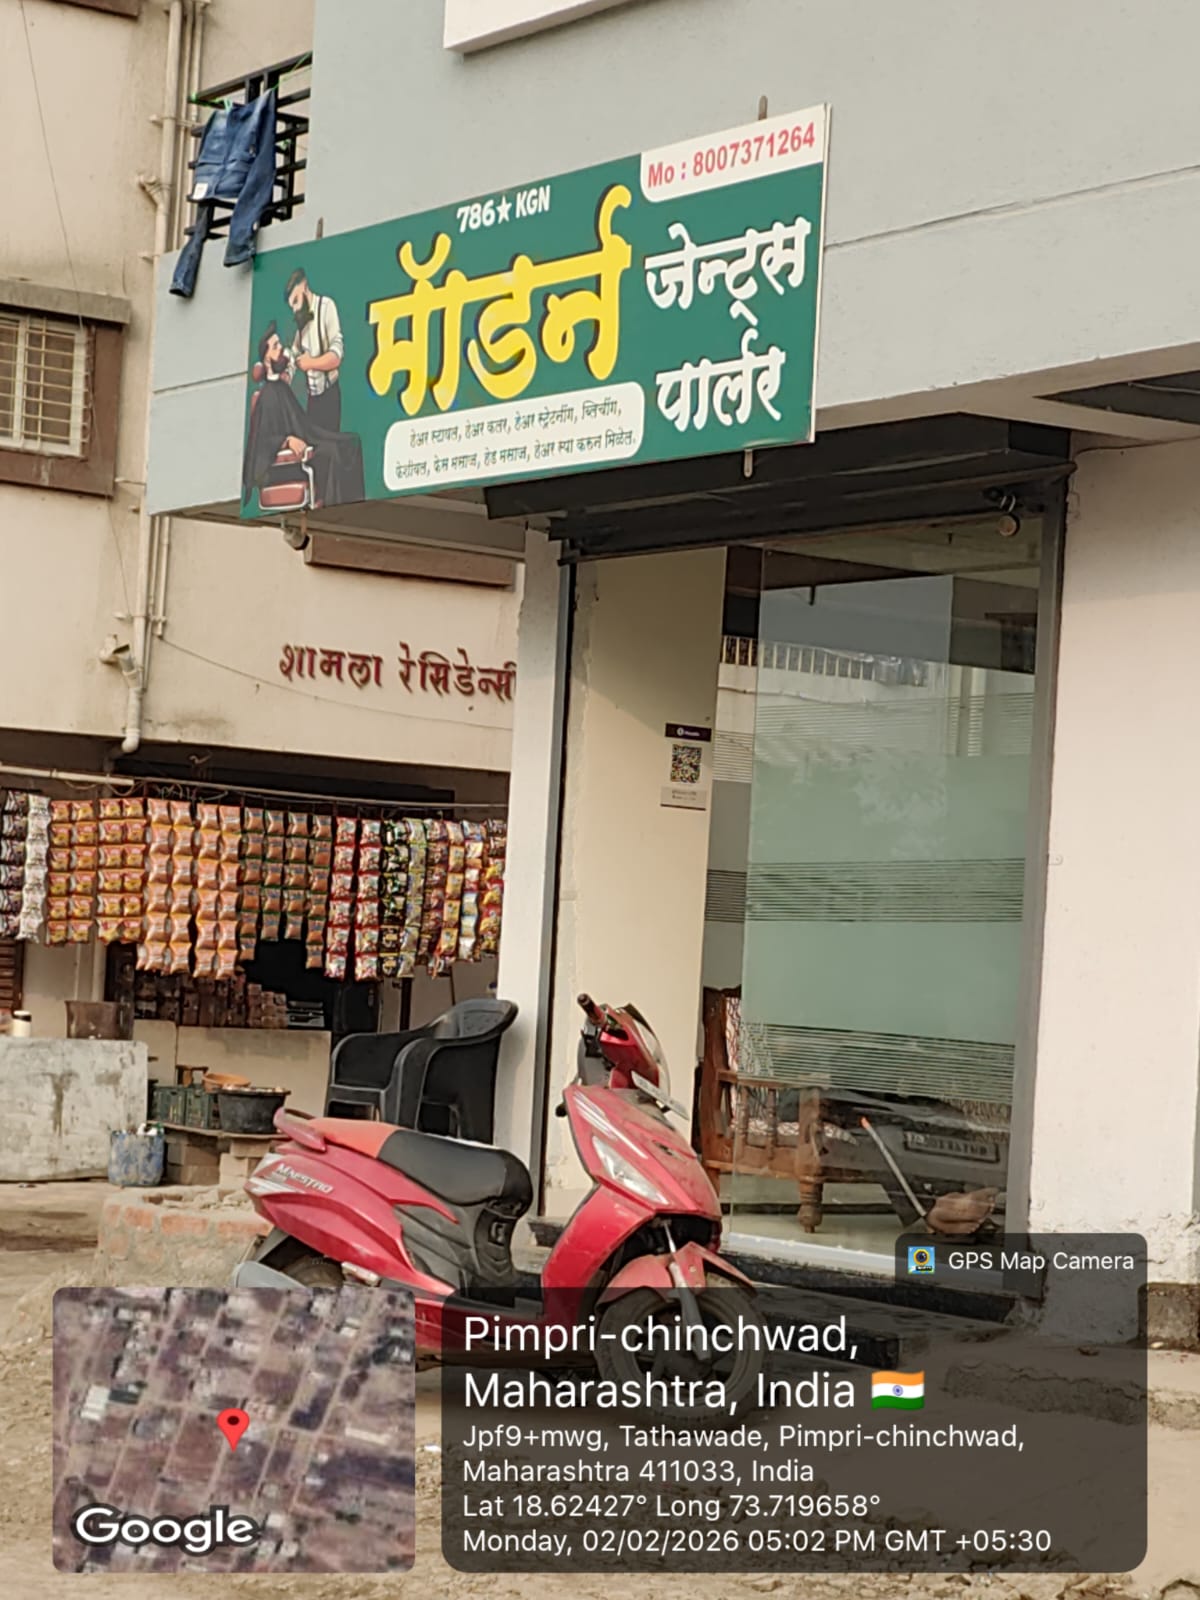 786★KGN
Mo : 8007371264
मॉडर्न
जेन्ट्स
पार्लर
हेअर स्टायल, हेअर कलर, हेअर स्ट्रेटनींग, ब्लिचींग,
फेशीयल, फेस मसाज, हेड मसाज, हेअर स्पा करुन मिळेल.
शामला रेसिडेन्सी
MAESTRO
GPS Map Camera
Pimpri-chinchwad,
Maharashtra, India
Jpf9+mwg, Tathawade, Pimpri-chinchwad,
Maharashtra 411033, India
Lat 18.62427° Long 73.719658°
Monday, 02/02/2026 05:02 PM GMT +05:30
Google